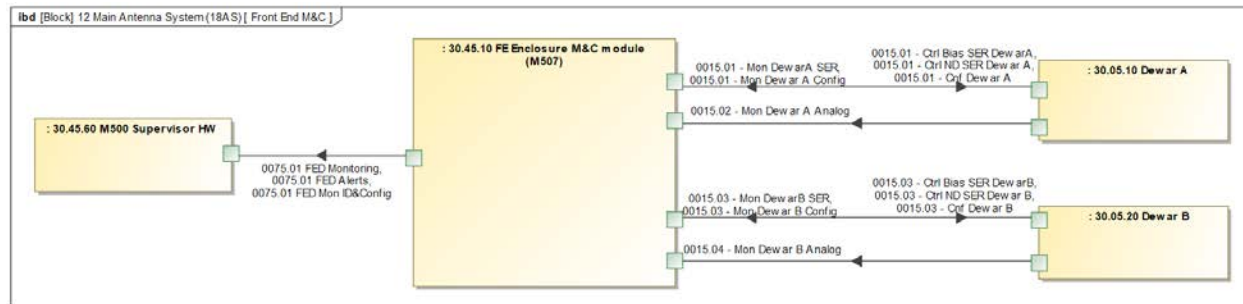 ibd [Block] 12 Main Antenna System (18AS) [ Front End M&C ]
: 30.45.10 FE Enclosure M&C module
(M507)
0015.01 - Mon DewarA SER,
0015.01 - Mon Dewar A Config
0015.01 - Ctrl Bias SER DewarA,
0015.01 - Ctrl ND SER Dewar A,
0015.01 - Cnf Dewar A
: 30.05.10 Dewar A
0015.02 - Mon Dewar A Analog
: 30.45.60 M500 Supervisor HW
0075.01 FED Monitoring,
0075.01 FED Alerts,
0075.01 FED Mon ID&Config
0015.03 - Mon DewarB SER,
0015.03 - Mon Dewar B Config
0015.03 - Ctrl Bias SER DewarB,
0015.03 - Ctrl ND SER Dewar B,
0015.03 - Cnf Dewar B
: 30.05.20 Dewar B
0015.04 - Mon Dewar B Analog